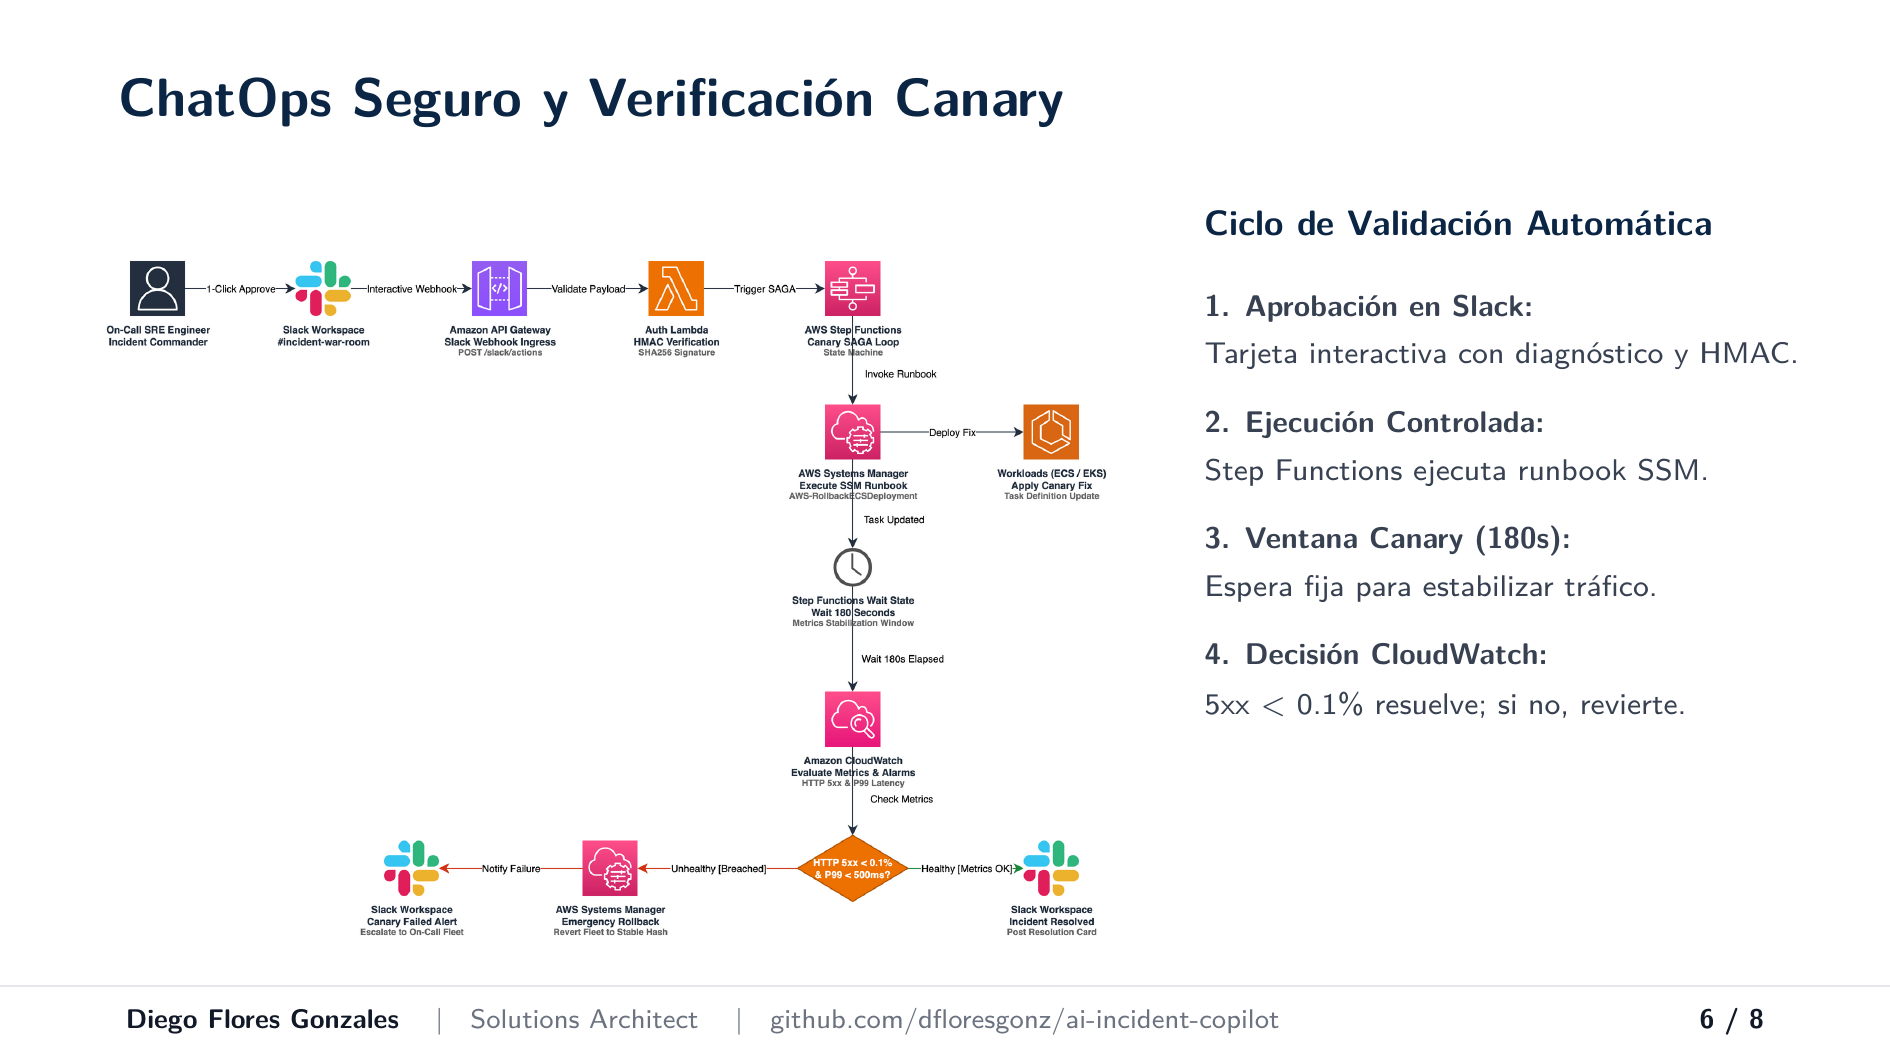 ChatOps Seguro y Verificación Canary
1-Click Approve
Interactive Webhook
Validate Payload
Trigger SAGA
On-Call SRE Engineer
Incident Commander
Slack Workspace
#incident-war-room
Amazon API Gateway
Slack Webhook Ingress
POST /slack/actions
Auth Lambda
HMAC Verification
SHA256 Signature
AWS Step Functions
Canary SAGA Loop
State Machine
Invoke Runbook
Deploy Fix
AWS Systems Manager
Execute SSM Runbook
AWS-RollbackECSDeployment
Workloads (ECS / EKS)
Apply Canary Fix
Task Definition Update
Task Updated
Step Functions Wait State
Wait 180 Seconds
Metrics Stabilization Window
Wait 180s Elapsed
Amazon CloudWatch
Evaluate Metrics & Alarms
HTTP 5xx & P99 Latency
Check Metrics
HTTP 5xx < 0.1%
& P99 < 500ms?
Notify Failure
Unhealthy [Breached]
Healthy [Metrics OK]
Slack Workspace
Canary Failed Alert
Escalate to On-Call Fleet
AWS Systems Manager
Emergency Rollback
Revert Fleet to Stable Hash
Slack Workspace
Incident Resolved
Post Resolution Card
Ciclo de Validación Automática
1. Aprobación en Slack:
Tarjeta interactiva con diagnóstico y HMAC.
2. Ejecución Controlada:
Step Functions ejecuta runbook SSM.
3. Ventana Canary (180s):
Espera fija para estabilizar tráfico.
4. Decisión CloudWatch:
5xx < 0.1% resuelve; si no, revierte.
Diego Flores Gonzales | Solutions Architect | github.com/dfloresgonz/ai-incident-copilot
6 / 8